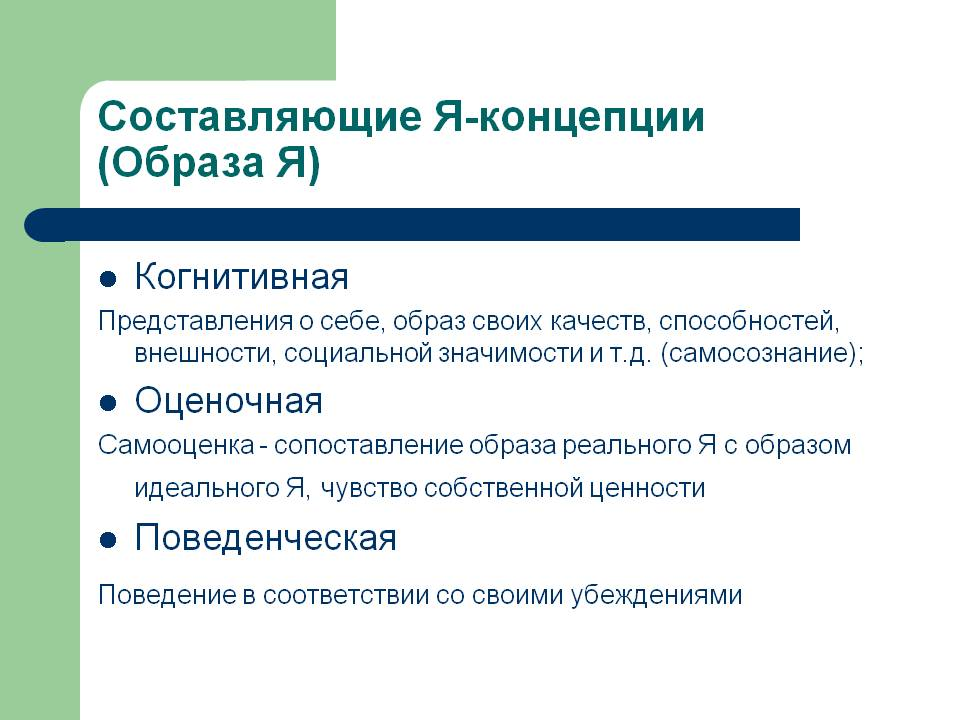 Составляющие Я-концепции
(Образа Я)
Когнитивная
Представления о себе, образ своих качеств, способностей,
внешности, социальной значимости и т.д. (самосознание);
Оценочная
Самооценка - сопоставление образа реального Я с образом
идеального Я, чувство собственной ценности
Поведенческая
Поведение в соответствии со своими убеждениями